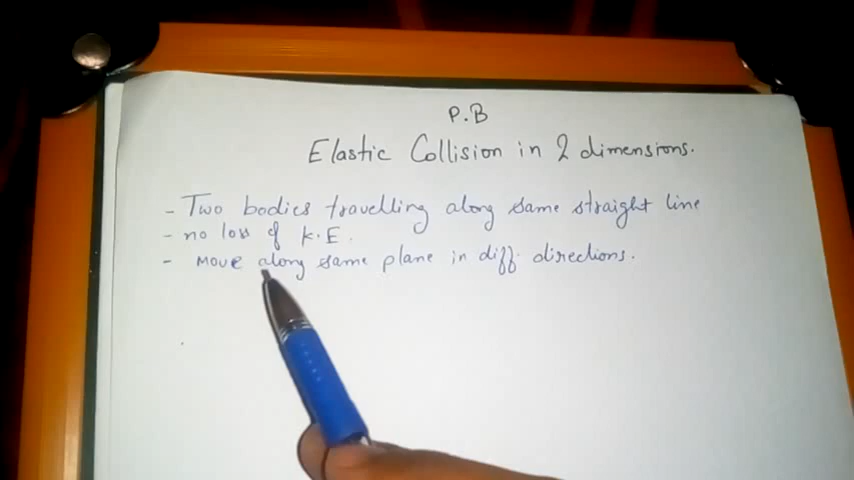 P.B
Elastic Collision in 2 dimensions.
- Two bodies travelling along same straight line
- no loss of K.E.
- Move along same plane in diff. directions.